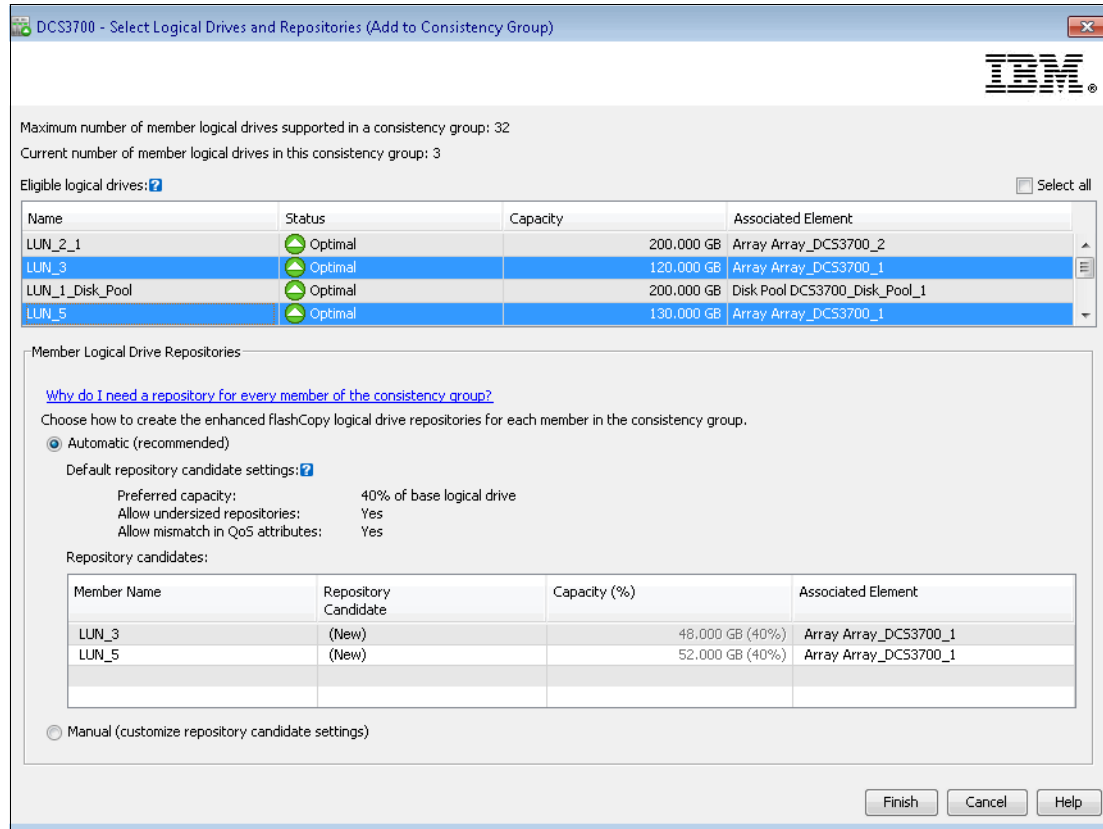 DCS3700 - Select Logical Drives and Repositories (Add to Consistency Group)
IBM®
Maximum number of member logical drives supported in a consistency group: 32
Current number of member logical drives in this consistency group: 3
Eligible logical drives: ? Select all
Name Status Capacity Associated Element
LUN_2_1 Optimal 200.000 GB Array Array_DCS3700_2
LUN_3 Optimal 120.000 GB Array Array_DCS3700_1
LUN_1_Disk_Pool Optimal 200.000 GB Disk Pool DCS3700_Disk_Pool_1
LUN_5 Optimal 130.000 GB Array Array_DCS3700_1
Member Logical Drive Repositories
Why do I need a repository for every member of the consistency group?
Choose how to create the enhanced flashCopy logical drive repositories for each member in the consistency group.
Automatic (recommended)
Default repository candidate settings: ?
Preferred capacity: 40% of base logical drive
Allow undersized repositories: Yes
Allow mismatch in QoS attributes: Yes
Repository candidates:
Member Name Repository Candidate Capacity (%) Associated Element
LUN_3 (New) 48.000 GB (40%) Array Array_DCS3700_1
LUN_5 (New) 52.000 GB (40%) Array Array_DCS3700_1
Manual (customize repository candidate settings)
Finish Cancel Help